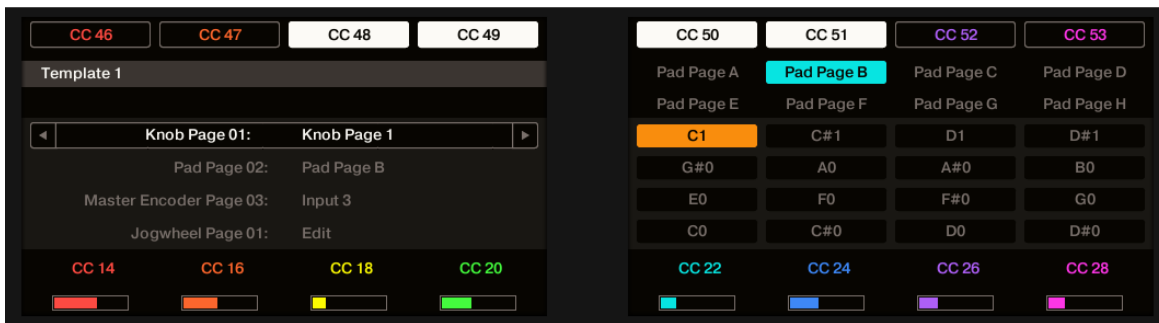 CC 46 CC 47 CC 48 CC 49
Template 1
Knob Page 01: Knob Page 1
Pad Page 02: Pad Page B
Master Encoder Page 03: Input 3
Jogwheel Page 01: Edit
CC 14 CC 16 CC 18 CC 20
CC 50 CC 51 CC 52 CC 53
Pad Page A Pad Page B Pad Page C Pad Page D
Pad Page E Pad Page F Pad Page G Pad Page H
C1 C#1 D1 D#1
G#0 A0 A#0 B0
E0 F0 F#0 G0
C0 C#0 D0 D#0
CC 22 CC 24 CC 26 CC 28